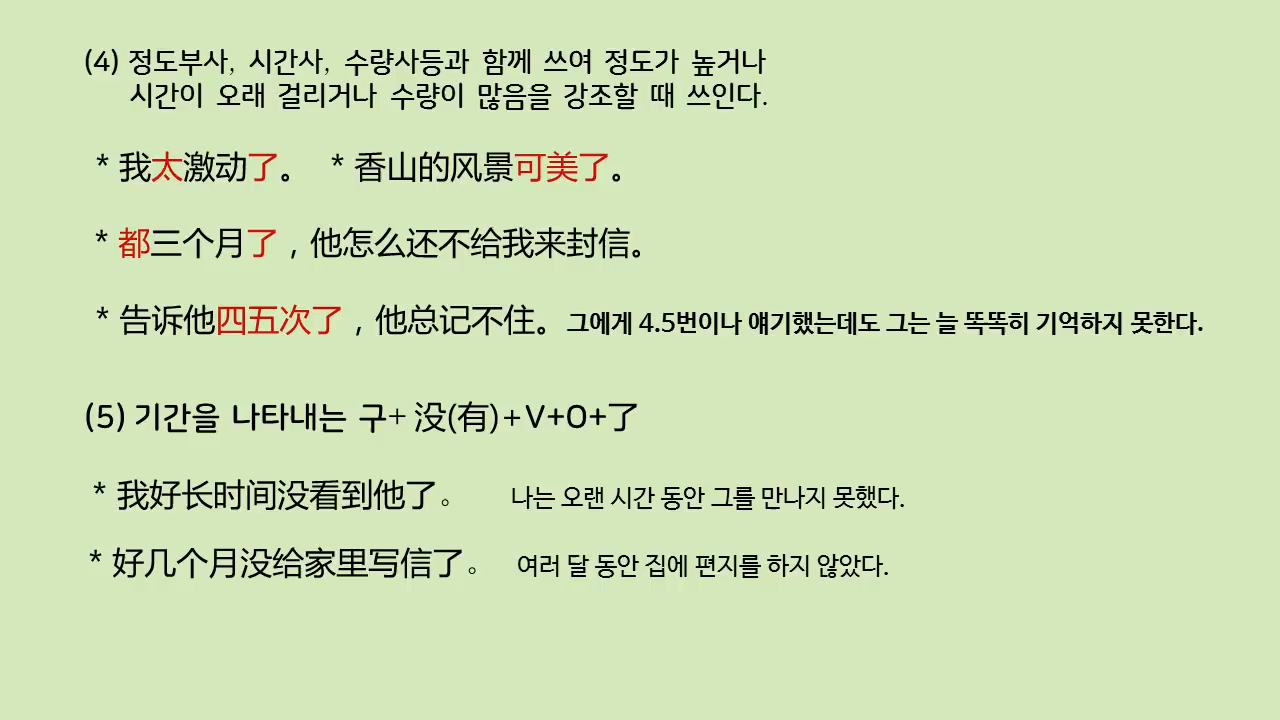 (4) 정도부사, 시간사, 수량사등과 함께 쓰여 정도가 높거나
시간이 오래 걸리거나 수량이 많음을 강조할 때 쓰인다.
* 我太激动了。 * 香山的风景可美了。
* 都三个月了，他怎么还不给我来封信。
* 告诉他四五次了，他总记不住。 그에게 4.5번이나 얘기했는데도 그는 늘 똑똑히 기억하지 못한다.
(5) 기간을 나타내는 구+ 没(有)+V+O+了
* 我好长时间没看到他了。 나는 오랜 시간 동안 그를 만나지 못했다.
* 好几个月没给家里写信了。 여러 달 동안 집에 편지를 하지 않았다.